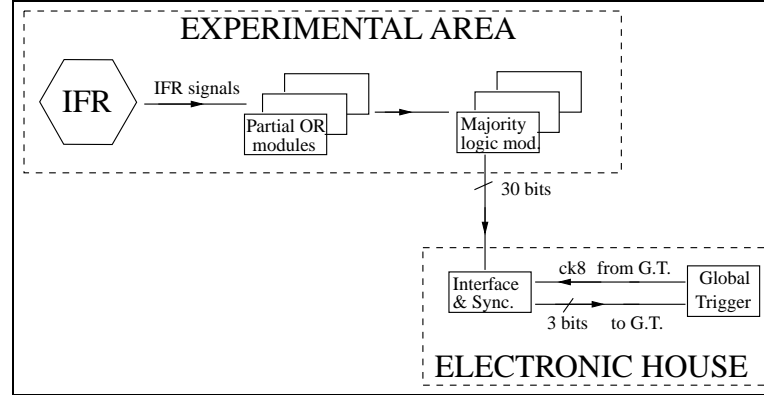 EXPERIMENTAL AREA
IFR
IFR signals
Partial OR
modules
Majority
logic mod.
30 bits
Interface
& Sync.
ck8 from G.T.
3 bits to G.T.
Global
Trigger
ELECTRONIC HOUSE